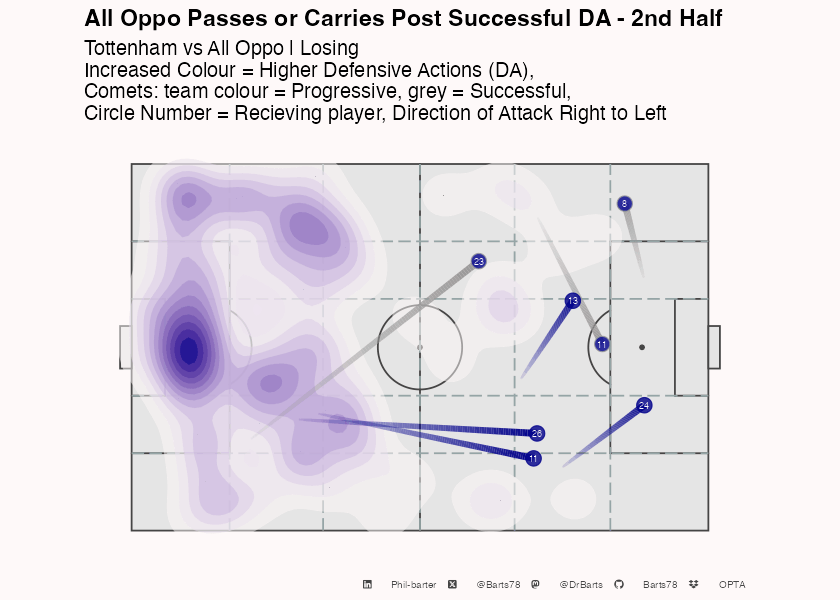 All Oppo Passes or Carries Post Successful DA - 2nd Half
Tottenham vs All Oppo | Losing
Increased Colour = Higher Defensive Actions (DA),
Comets: team colour = Progressive, grey = Successful,
Circle Number = Recieving player, Direction of Attack Right to Left
8
23
13
11
24
26
11
Phil-barter @Barts78 @DrBarts Barts78 OPTA